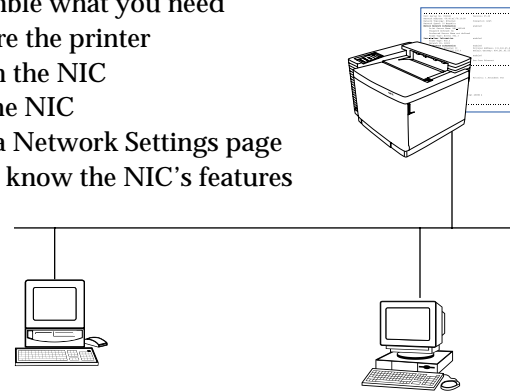 mble what you need
re the printer
n the NIC
he NIC
a Network Settings page
know the NIC's features